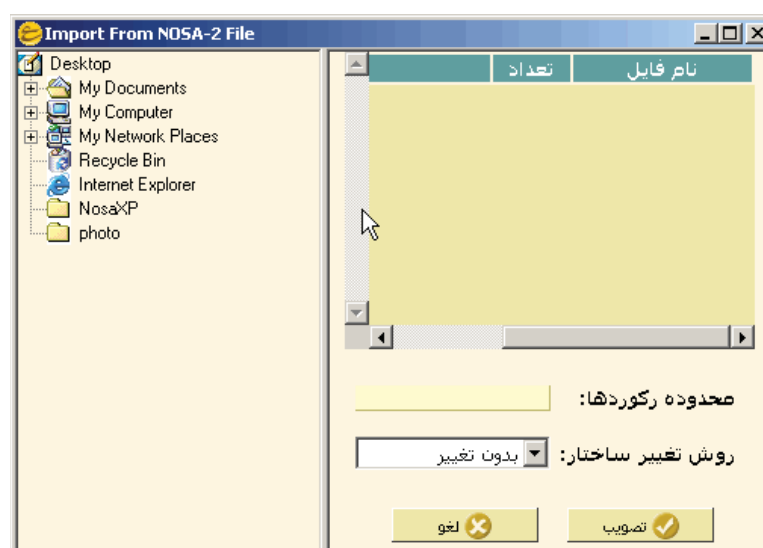 Import From NOSA-2 File
Desktop
My Documents
My Computer
My Network Places
Recycle Bin
Internet Explorer
NosaXP
photo
نام فایل
تعداد
محدوده رکوردها:
روش تغییر ساختار:
بدون تغییر
تصویب
لغو